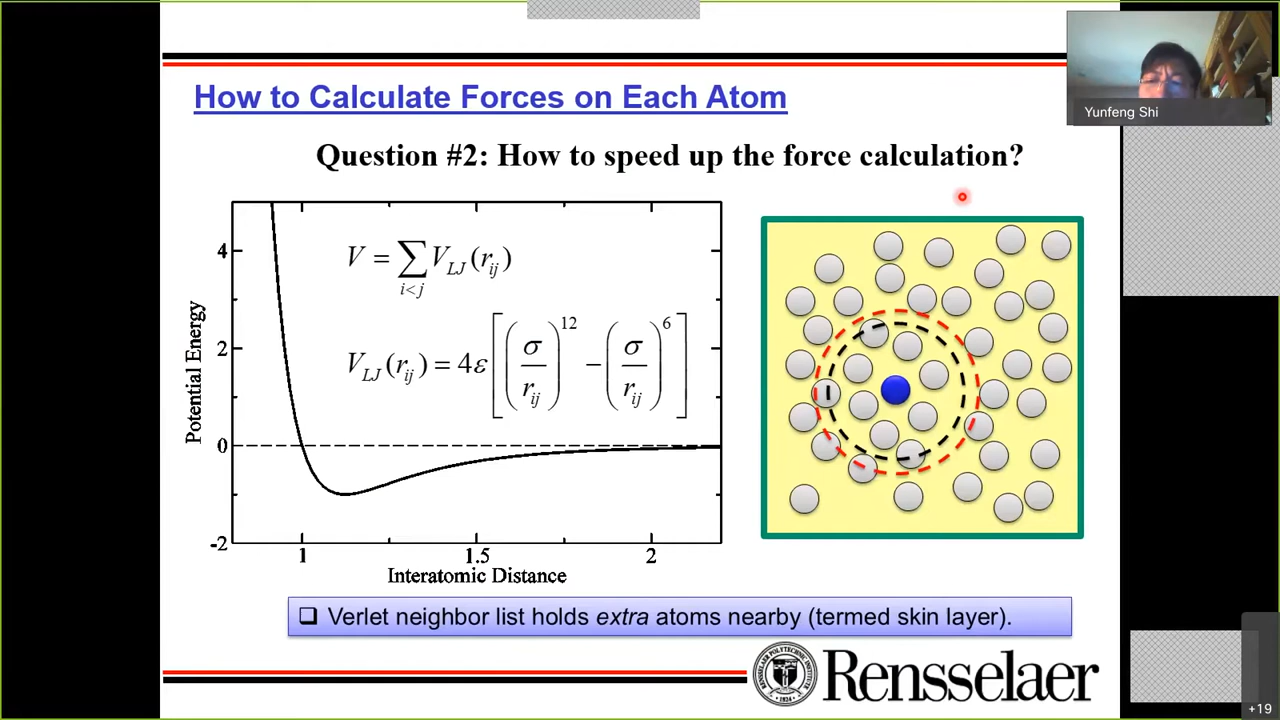 Yunfeng Shi
How to Calculate Forces on Each Atom
Question #2: How to speed up the force calculation?
V = ∑ V_LJ (r_ij)
i<j
V_LJ (r_ij) = 4ε [ (σ/r_ij)^12 − (σ/r_ij)^6 ]
Potential Energy
4
2
0
-2
1
1.5
2
Interatomic Distance
❑ Verlet neighbor list holds extra atoms nearby (termed skin layer).
Rensselaer
+19